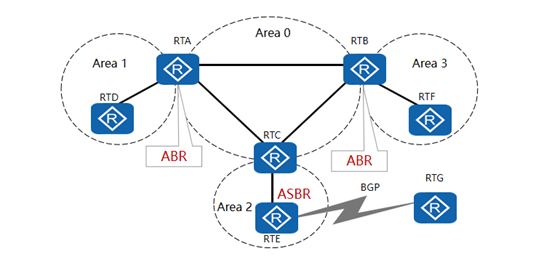 RTA
Area 0
RTB
Area 1
Area 3
RTD
RTF
RTC
ABR
ABR
ASBR
BGP
RTG
Area 2
RTE
R
R
R
R
R
R
R